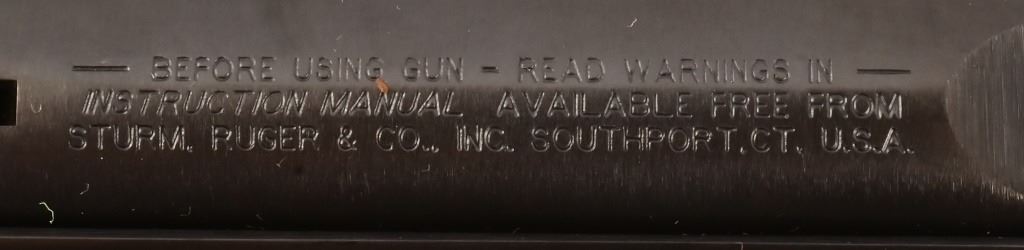 — BEFORE USING GUN - READ WARNINGS IN —
INSTRUCTION MANUAL AVAILABLE FREE FROM
STURM, RUGER & CO., INC. SOUTHPORT, CT. U.S.A.